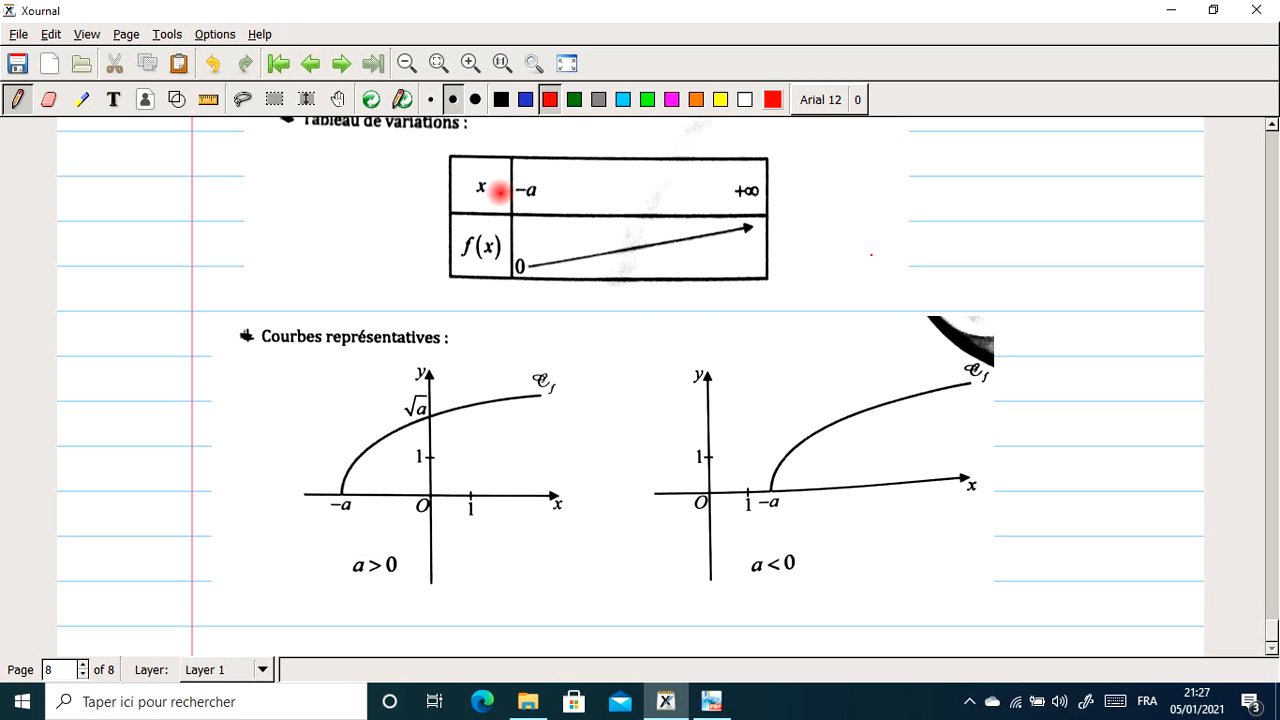 Xournal
File Edit View Page Tools Options Help
Arial 12 0
Tableau de variations :
x −a +∞
f(x) 0
Courbes représentatives :
y 𝒞f y 𝒞f
√a
1 1
−a O 1 x O 1 −a x
a > 0 a < 0
Page 8 of 8 Layer: Layer 1
Taper ici pour rechercher
FRA 21:27
05/01/2021 3